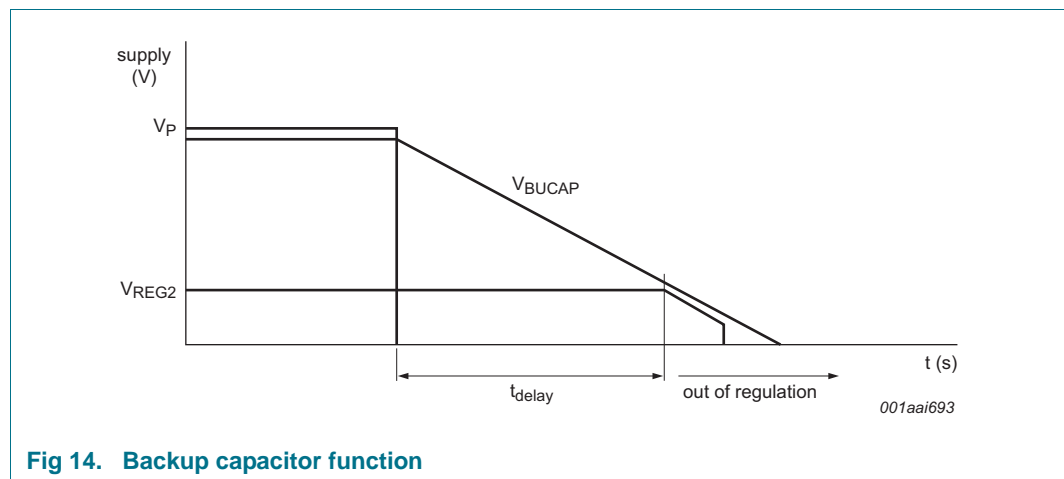 supply
(V)
VP
VBUCAP
VREG2
t (s)
tdelay
out of regulation
001aai693
Fig 14. Backup capacitor function